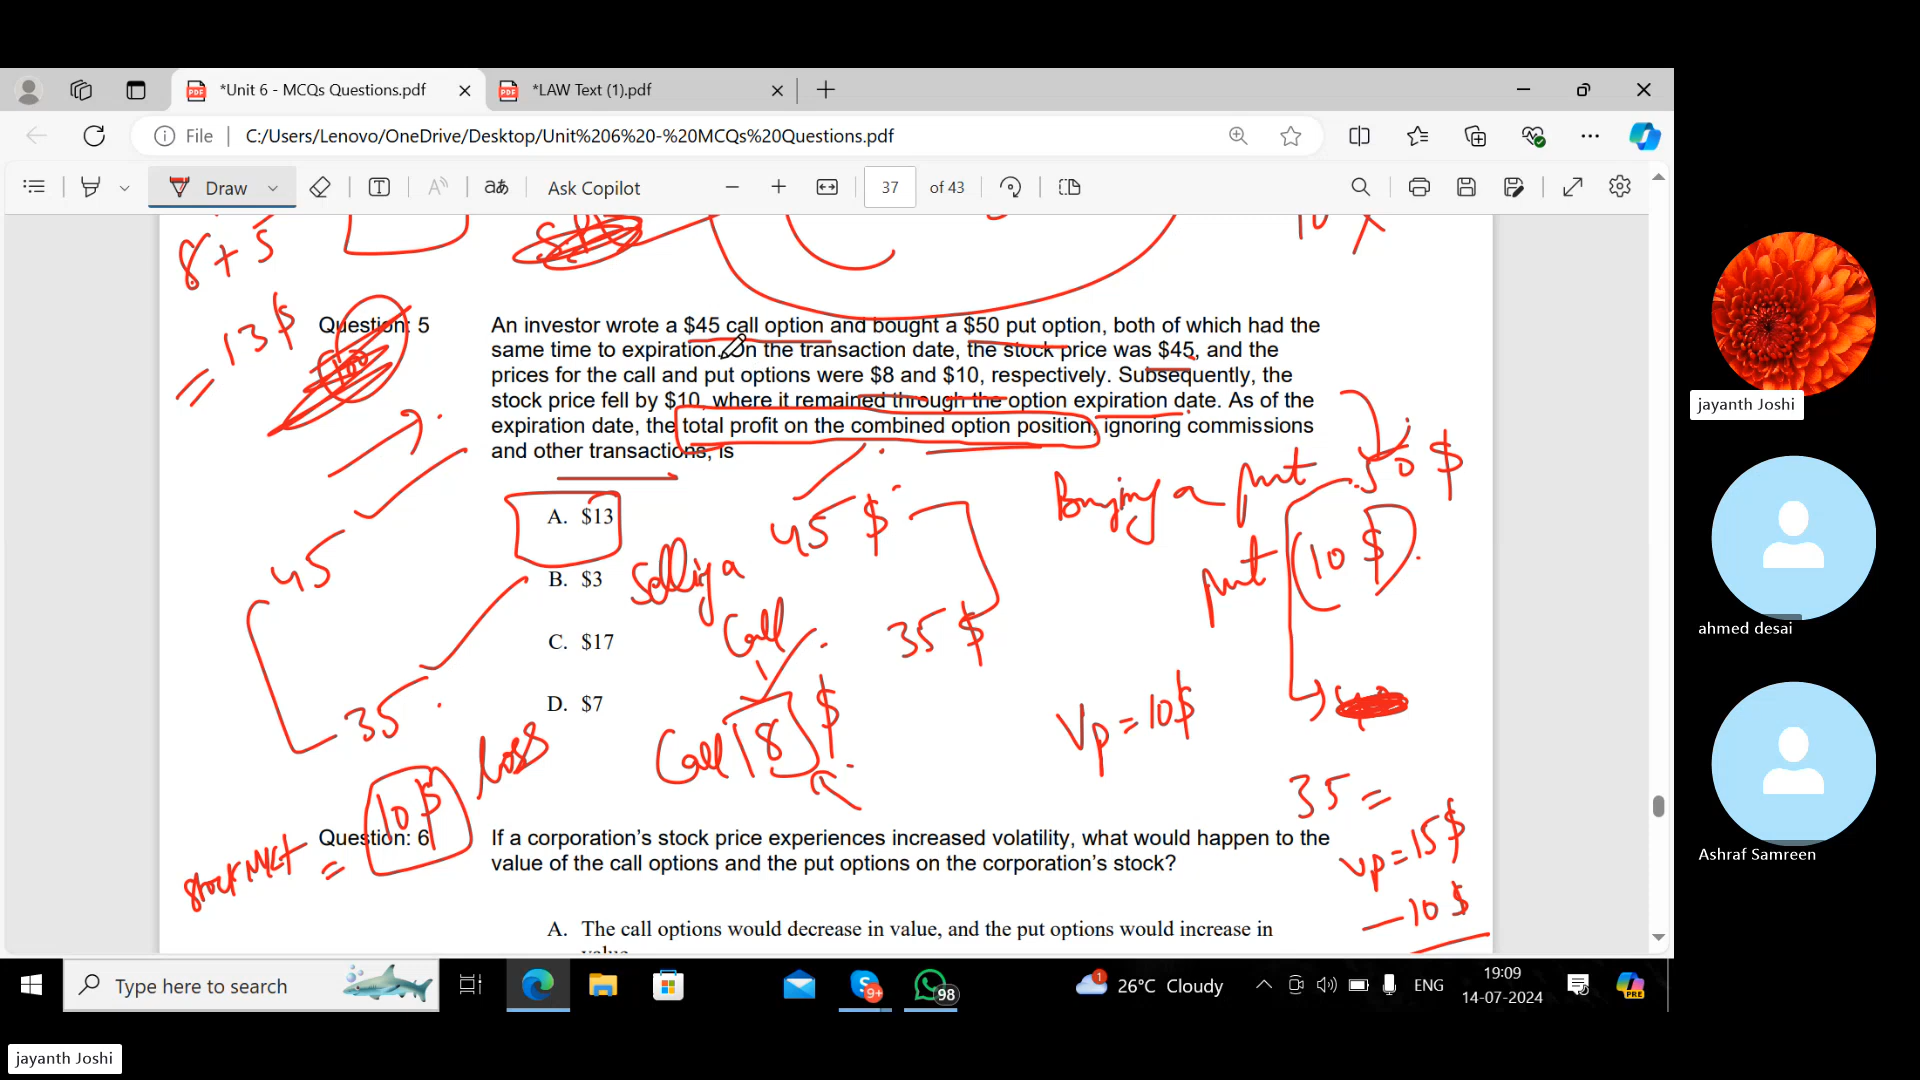 *Unit 6 - MCQs Questions.pdf
*LAW Text (1).pdf
File
C:/Users/Lenovo/OneDrive/Desktop/Unit%206%20-%20MCQs%20Questions.pdf
Draw
Ask Copilot
37 of 43
8 + 5
= 13 $
10
Question: 5
An investor wrote a $45 call option and bought a $50 put option, both of which had the
same time to expiration. On the transaction date, the stock price was $45, and the
prices for the call and put options were $8 and $10, respectively. Subsequently, the
stock price fell by $10, where it remained through the option expiration date. As of the
expiration date, the total profit on the combined option position, ignoring commissions
and other transactions, is
A. $13
B. $3
C. $17
D. $7
45
35
10 $ loss
stock Mkt =
45 $
Selling a
Call
35 $
Call 8 $
Buying a put 50 $
put 10 $
Vp = 10 $
35 =
Vp = 15 $
- 10 $
Question: 6
If a corporation's stock price experiences increased volatility, what would happen to the
value of the call options and the put options on the corporation's stock?
A. The call options would decrease in value, and the put options would increase in
value
Type here to search
9+
98
1
26°C Cloudy
ENG
19:09
14-07-2024
PRE
jayanth Joshi
ahmed desai
Ashraf Samreen
jayanth Joshi